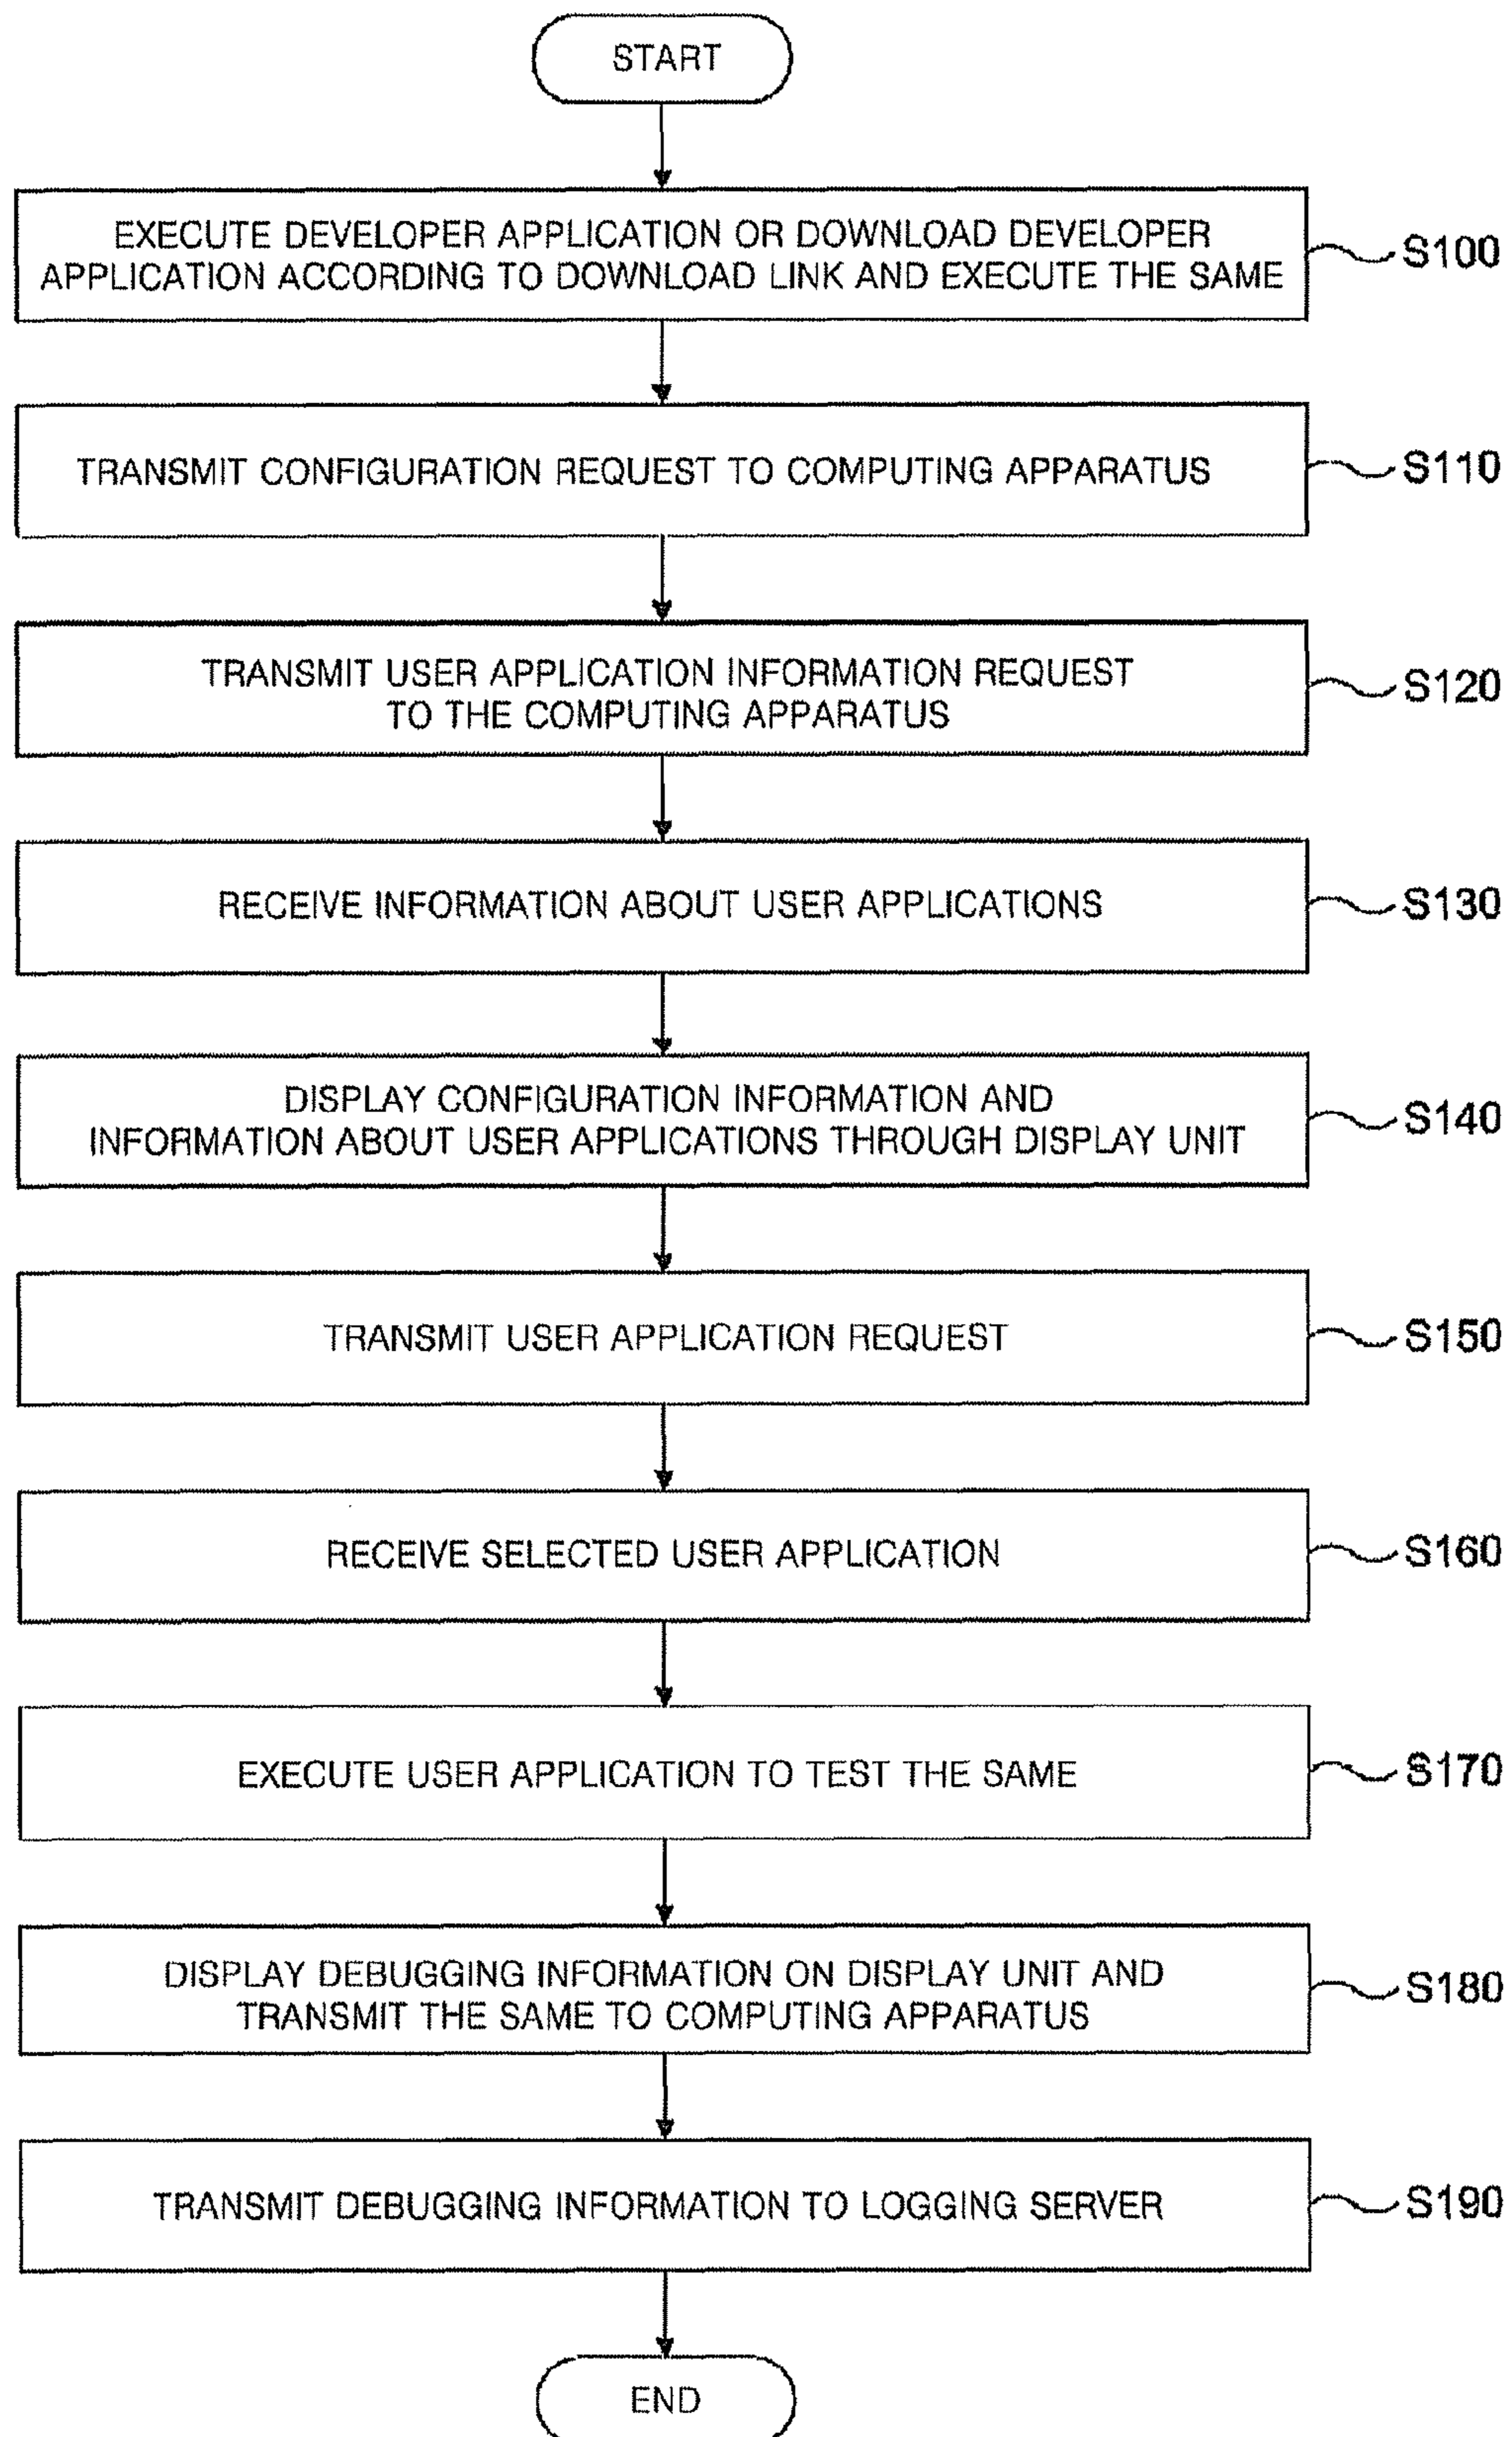 START
EXECUTE DEVELOPER APPLICATION OR DOWNLOAD DEVELOPER
APPLICATION ACCORDING TO DOWNLOAD LINK AND EXECUTE THE SAME
S100
TRANSMIT CONFIGURATION REQUEST TO COMPUTING APPARATUS
S110
TRANSMIT USER APPLICATION INFORMATION REQUEST
TO THE COMPUTING APPARATUS
S120
RECEIVE INFORMATION ABOUT USER APPLICATIONS
S130
DISPLAY CONFIGURATION INFORMATION AND
INFORMATION ABOUT USER APPLICATIONS THROUGH DISPLAY UNIT
S140
TRANSMIT USER APPLICATION REQUEST
S150
RECEIVE SELECTED USER APPLICATION
S160
EXECUTE USER APPLICATION TO TEST THE SAME
S170
DISPLAY DEBUGGING INFORMATION ON DISPLAY UNIT AND
TRANSMIT THE SAME TO COMPUTING APPARATUS
S180
TRANSMIT DEBUGGING INFORMATION TO LOGGING SERVER
S190
END